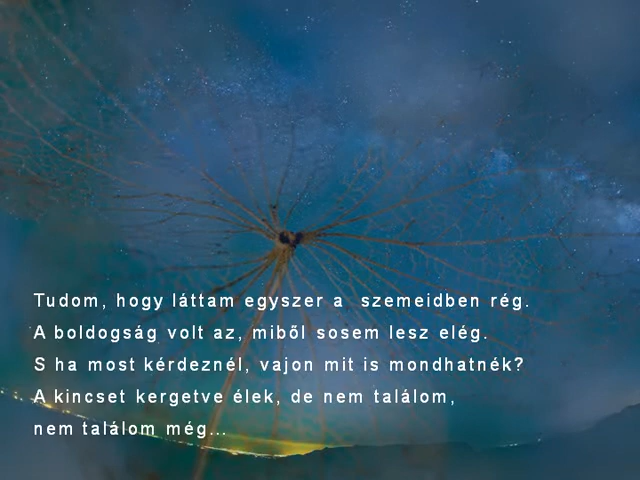 Tudom, hogy láttam egyszer a szemeidben rég.
A boldogság volt az, miből sosem lesz elég.
S ha most kérdeznél, vajon mit is mondhatnék?
A kincset kergetve élek, de nem találom,
nem találom még...